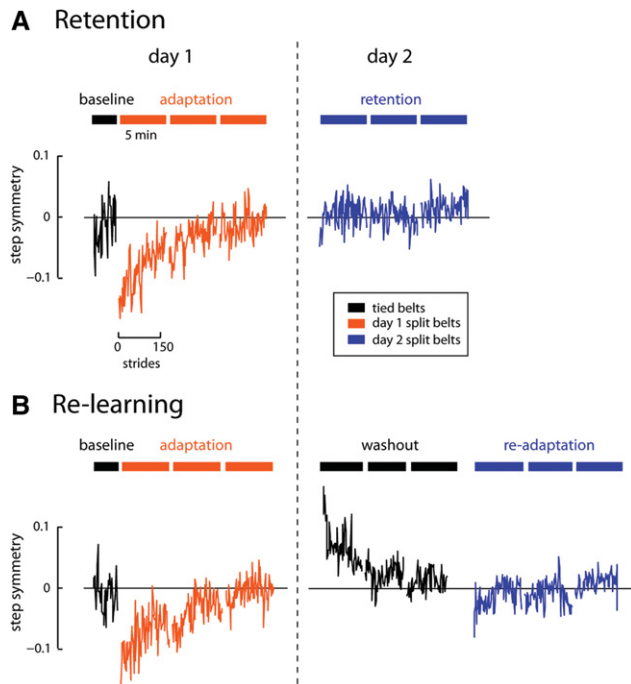 A Retention
day 1
day 2
baseline adaptation
retention
5 min
0.1
0
−0.1
step symmetry
0 150
strides
tied belts
day 1 split belts
day 2 split belts
B Re-learning
baseline adaptation
washout
re-adaptation
0.1
0
−0.1
step symmetry